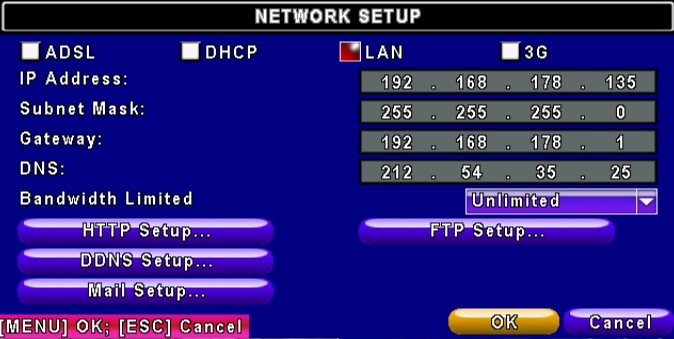 NETWORK SETUP
ADSL DHCP LAN 3G
IP Address: 192 . 168 . 178 . 135
Subnet Mask: 255 . 255 . 255 . 0
Gateway: 192 . 168 . 178 . 1
DNS: 212 . 54 . 35 . 25
Bandwidth Limited Unlimited
HTTP Setup... FTP Setup...
DDNS Setup...
Mail Setup...
[MENU] OK; [ESC] Cancel OK Cancel